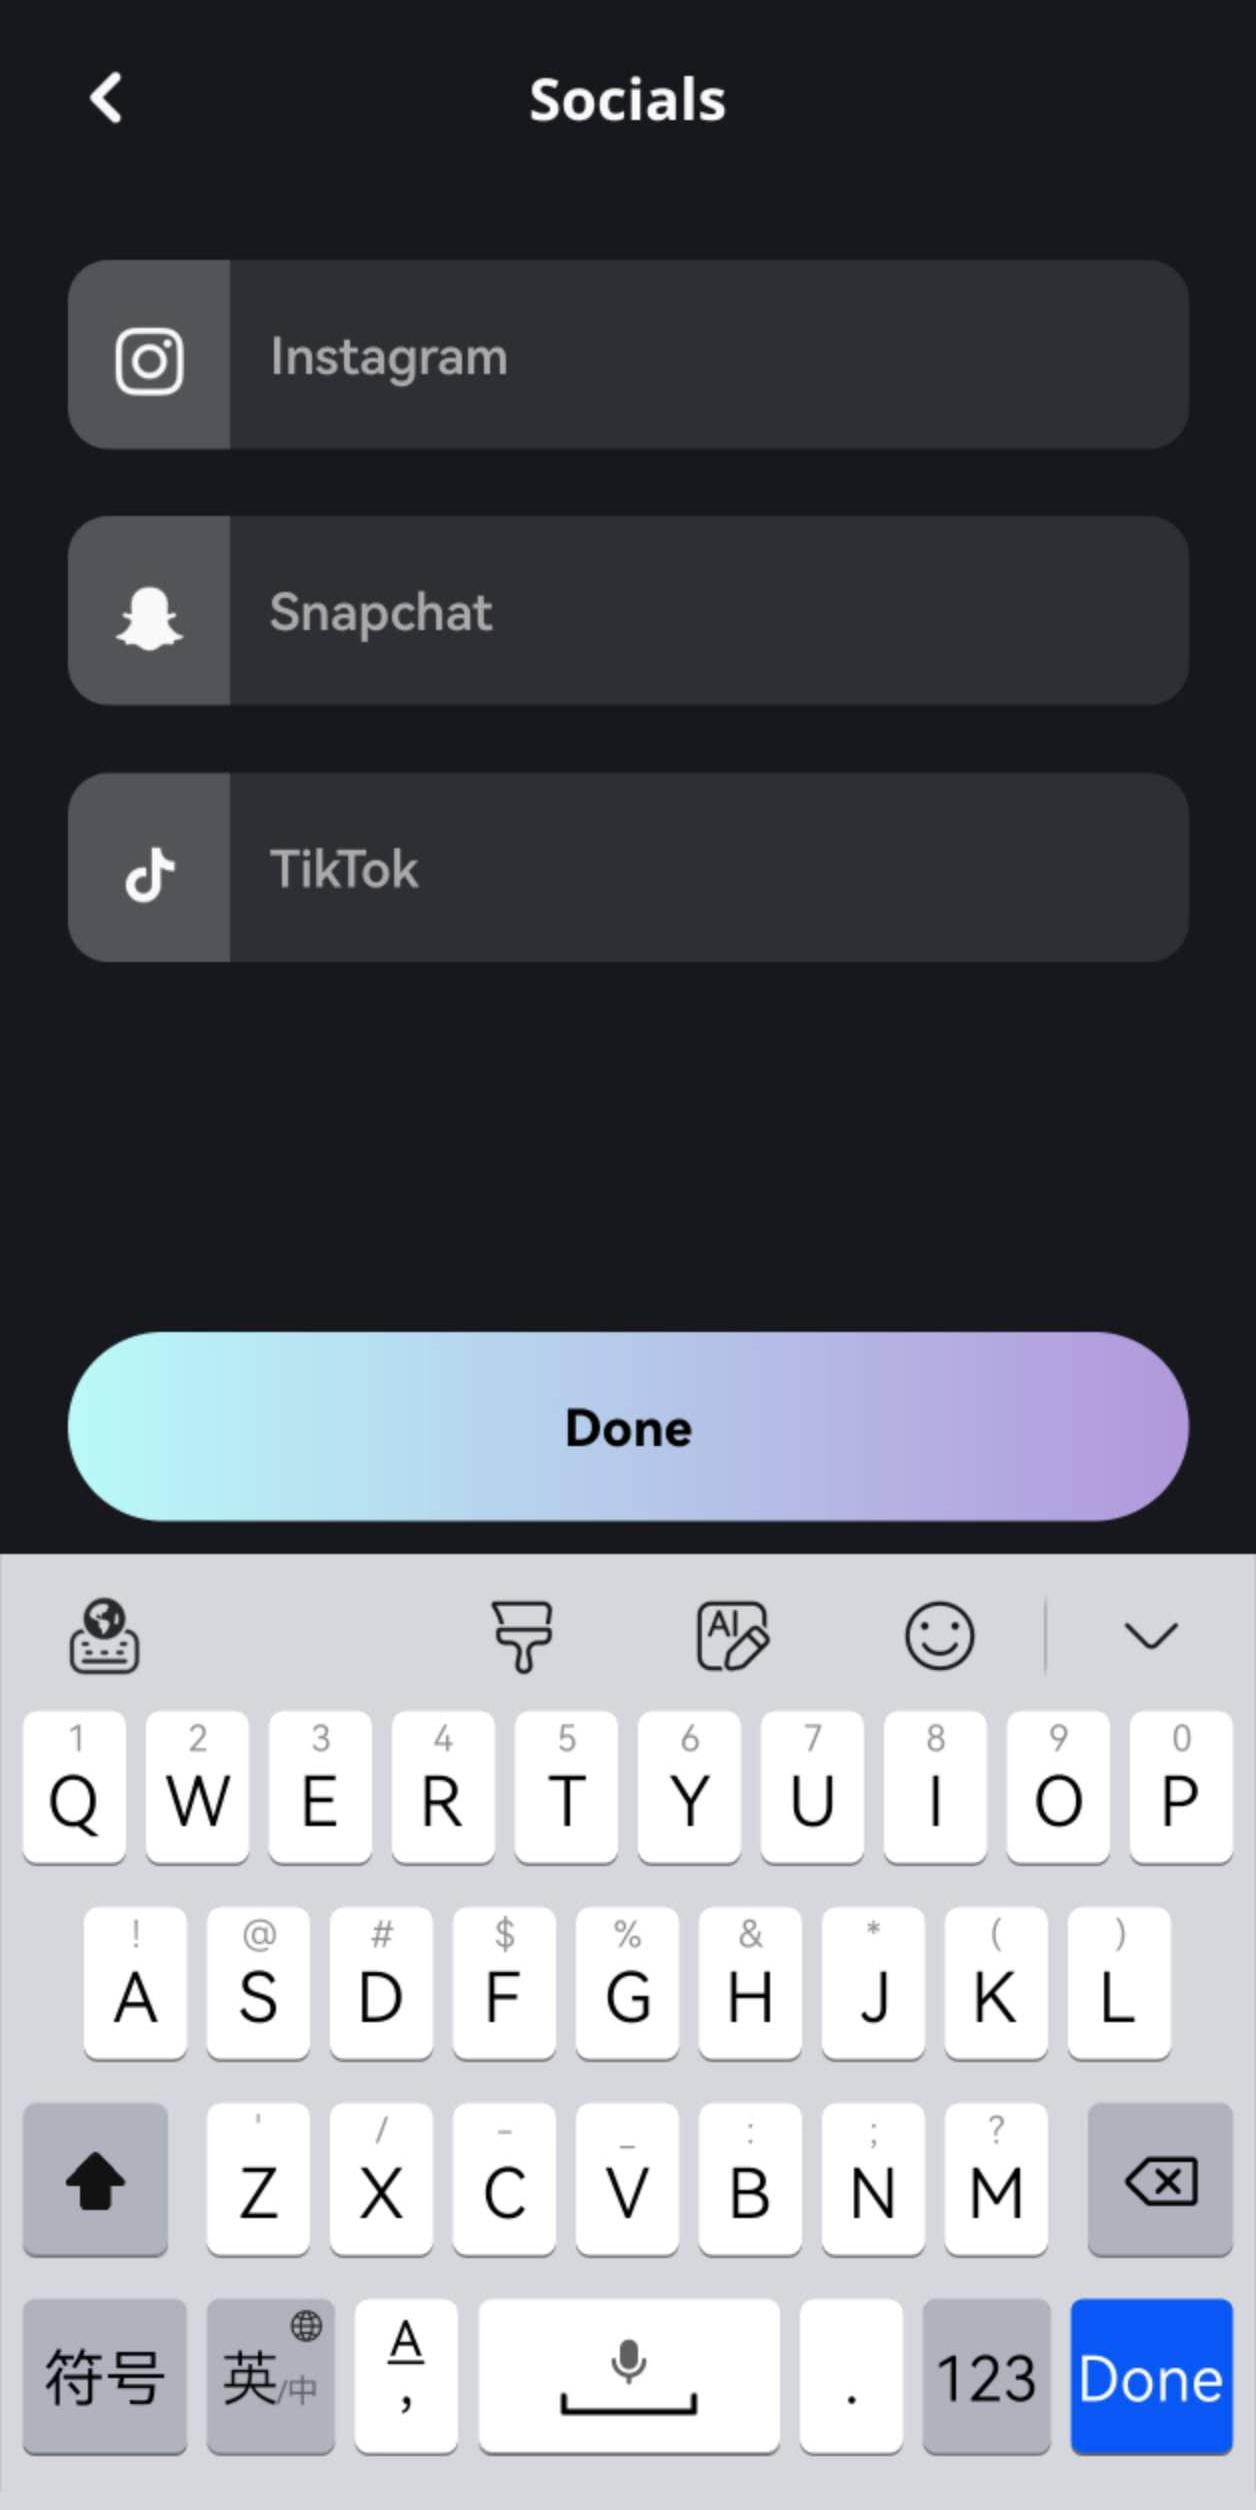 Socials
Instagram
Snapchat
TikTok
Done
AI
1 2 3 4 5 6 7 8 9 0
Q W E R T Y U I O P
! @ # $ % & * ( )
A S D F G H J K L
' / - _ : ; ?
Z X C V B N M
符号 英/中 A , . 123 Done